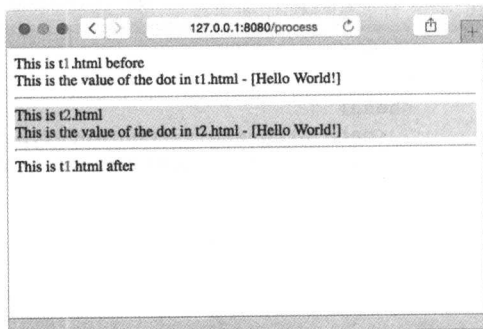 127.0.0.1:8080/process
This is t1.html before
This is the value of the dot in t1.html - [Hello World!]
This is t2.html
This is the value of the dot in t2.html - [Hello World!]
This is t1.html after